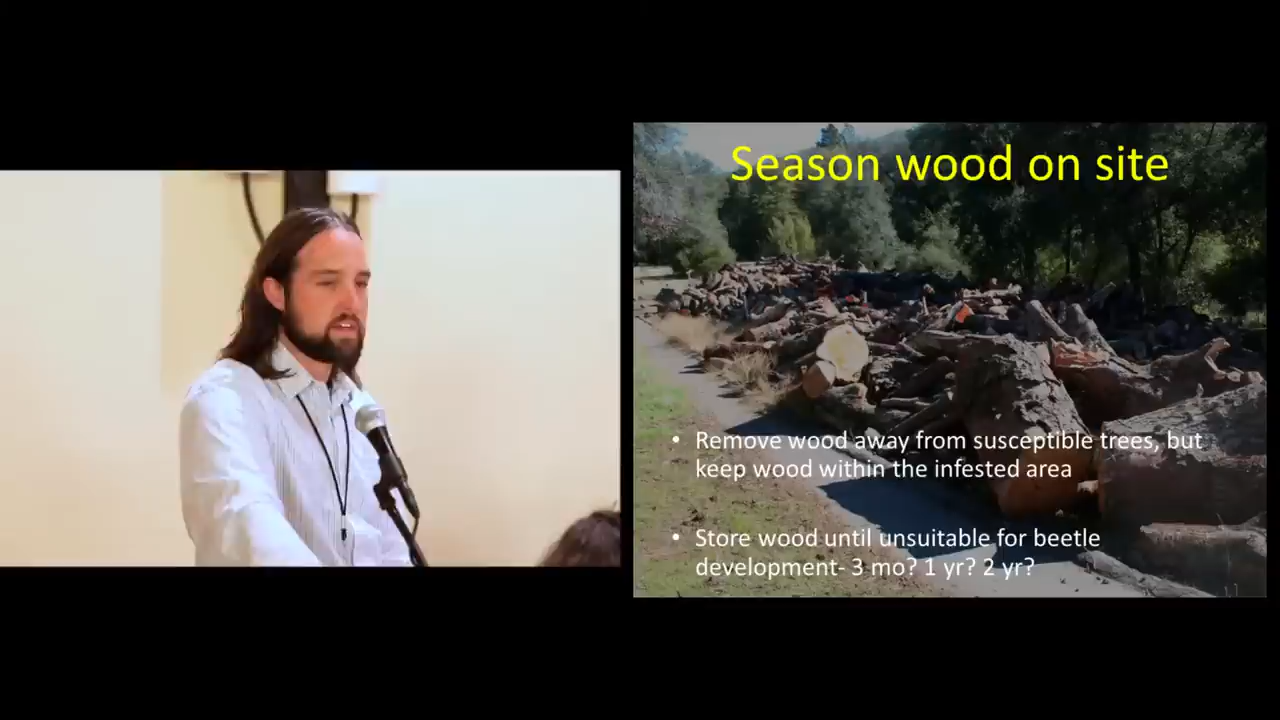 Season wood on site
• Remove wood away from susceptible trees, but
keep wood within the infested area
• Store wood until unsuitable for beetle
development- 3 mo? 1 yr? 2 yr?